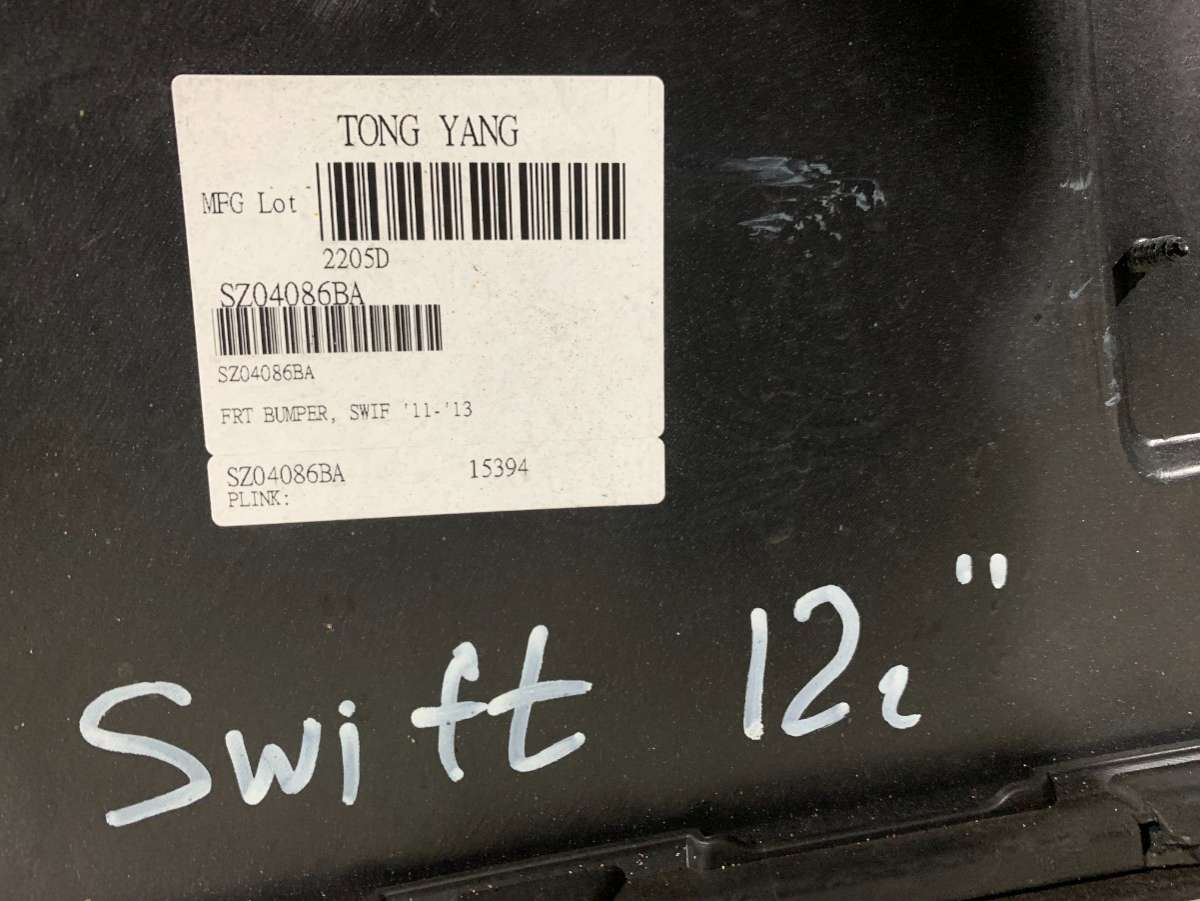 TONG YANG
MFG Lot
2205D
SZ04086BA
SZ04086BA
FRT BUMPER, SWIF '11-'13
SZ04086BA 15394
PLINK:
Swift 12 "